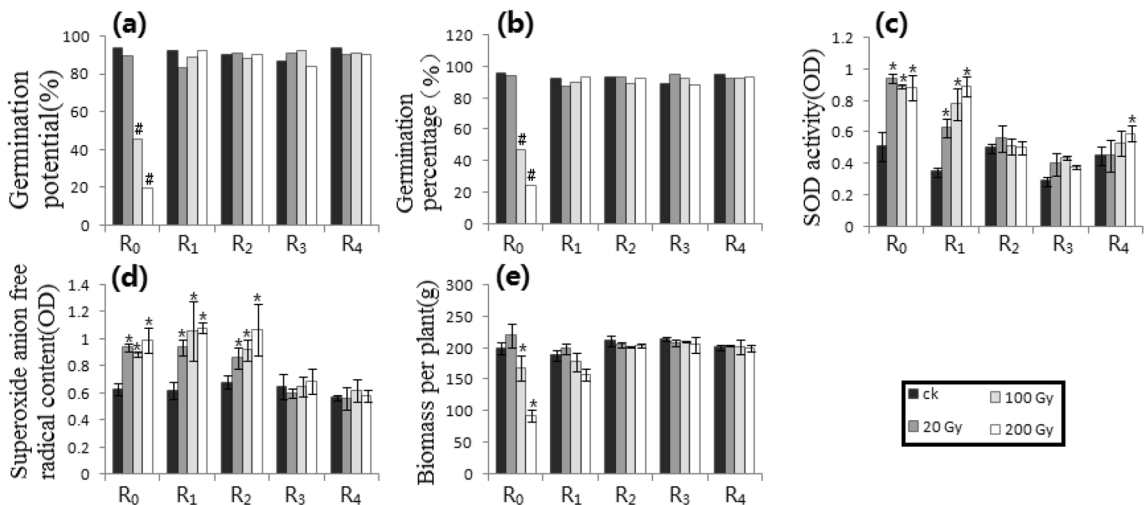 (a)
Germination
potential(%)
100
80
60
40
20
0
#
#
R0 R1 R2 R3 R4
(b)
Germination
percentage(%)
120
100
80
60
40
20
0
#
#
R0 R1 R2 R3 R4
(c)
SOD activity(OD)
1.2
1
0.8
0.6
0.4
0.2
0
* * * * * * *
R0 R1 R2 R3 R4
(d)
Superoxide anion free
radical content(OD)
1.4
1.2
1
0.8
0.6
0.4
0.2
0
* * * * * * * * *
R0 R1 R2 R3 R4
(e)
Biomass per plant(g)
300
250
200
150
100
50
0
* *
R0 R1 R2 R3 R4
ck 100 Gy
20 Gy 200 Gy